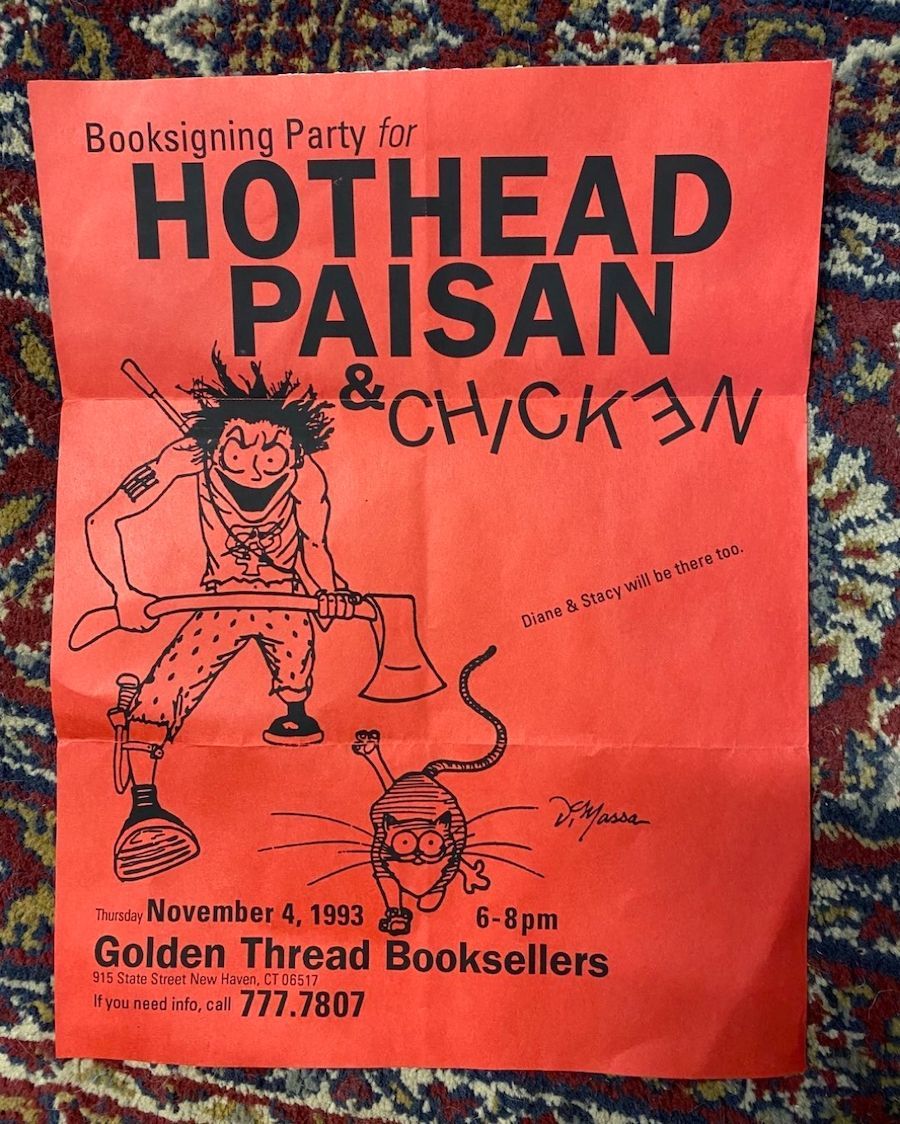 Booksigning Party for
HOTHEAD
PAISAN
& CHICKEN
Diane & Stacy will be there too.
DiMassa
Thursday November 4, 1993 6-8pm
Golden Thread Booksellers
915 State Street New Haven, CT 06517
If you need info, call 777.7807